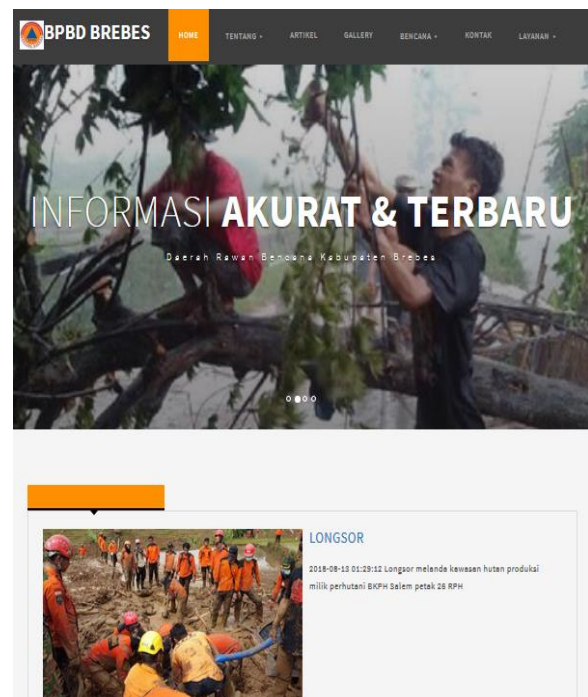 BPBD BREBES
HOME TENTANG ARTIKEL GALLERY BENCANA KONTAK LAYANAN
INFORMASI AKURAT & TERBARU
Daerah Rawan Bencana Kabupaten Brebes
LONGSOR
2018-08-13 01:29:12 Longsor melanda kawasan hutan produksi
milik perhutani BKPH Salem petak 26 RPH